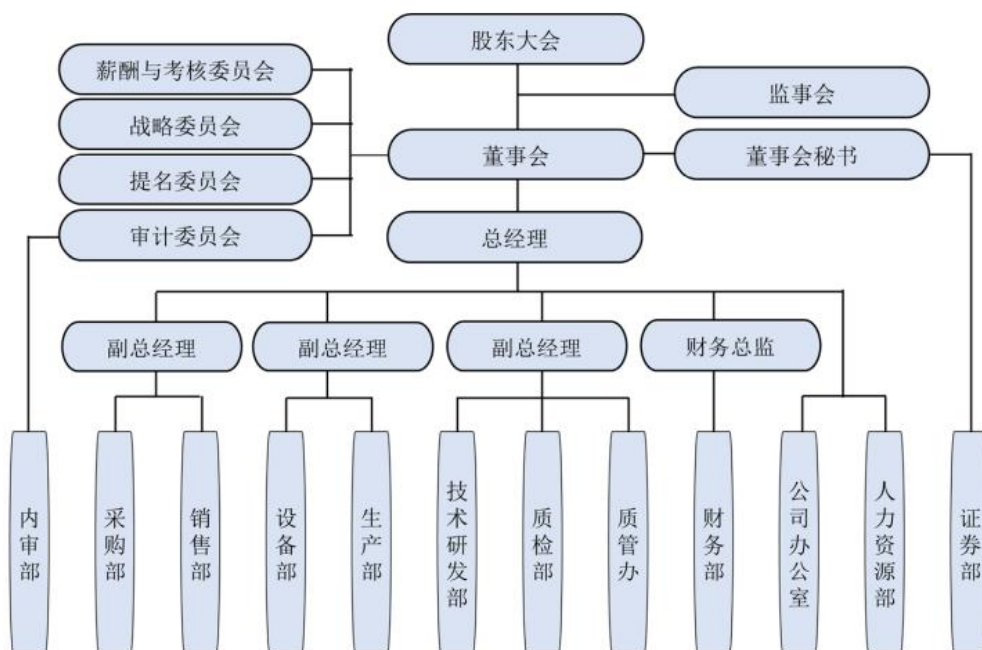 股东大会
薪酬与考核委员会
监事会
战略委员会
董事会
董事会秘书
提名委员会
审计委员会
总经理
副总经理
副总经理
副总经理
财务总监
内审部
采购部
销售部
设备部
生产部
技术研发部
质检部
质管办
财务部
公司办公室
人力资源部
证券部